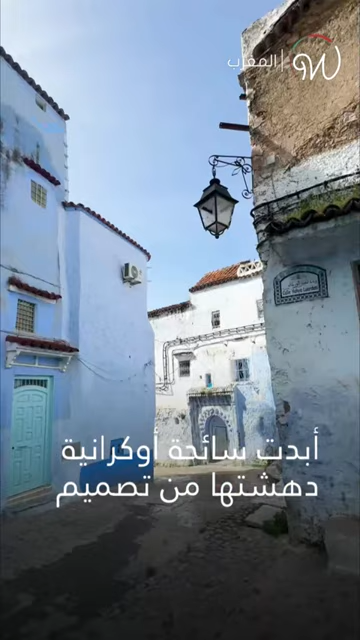 المغرب | W
أبدت سائحة أوكرانية
دهشتها من تصميم